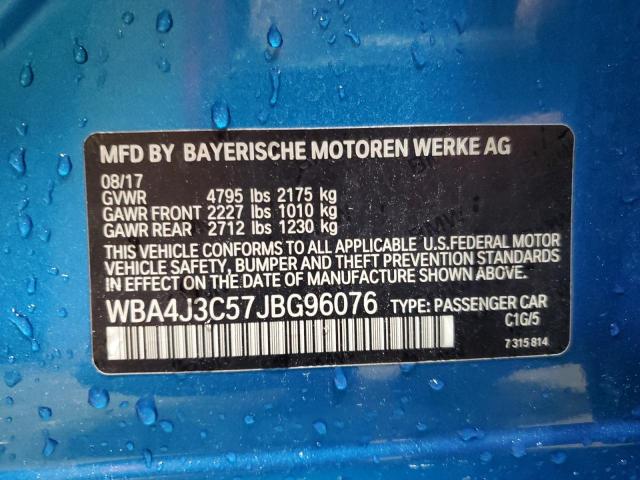 MFD BY BAYERISCHE MOTOREN WERKE AG
08/17
GVWR 4795 lbs 2175 kg
GAWR FRONT 2227 lbs 1010 kg
GAWR REAR 2712 lbs 1230 kg
THIS VEHICLE CONFORMS TO ALL APPLICABLE U.S.FEDERAL MOTOR
VEHICLE SAFETY, BUMPER AND THEFT PREVENTION STANDARDS
IN EFFECT ON THE DATE OF MANUFACTURE SHOWN ABOVE.
WBA4J3C57JBG96076 TYPE: PASSENGER CAR
C1G/5
7 315 814